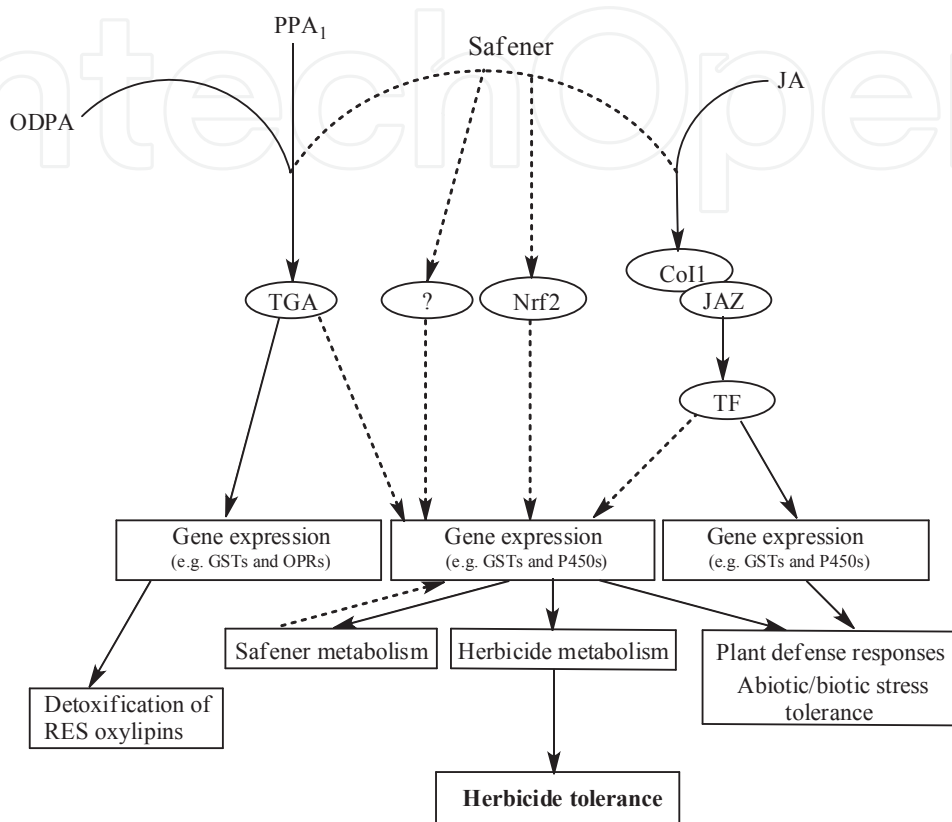 ntechOpe
PPA1
Safener
ODPA
JA
CoI1
TGA
?
Nrf2
JAZ
TF
Gene expression
(e.g. GSTs and OPRs)
Gene expression
(e.g. GSTs and P450s)
Gene expression
(e.g. GSTs and P450s)
Safener metabolism
Herbicide metabolism
Plant defense responses
Abiotic/biotic stress
tolerance
Detoxification of
RES oxylipins
Herbicide tolerance